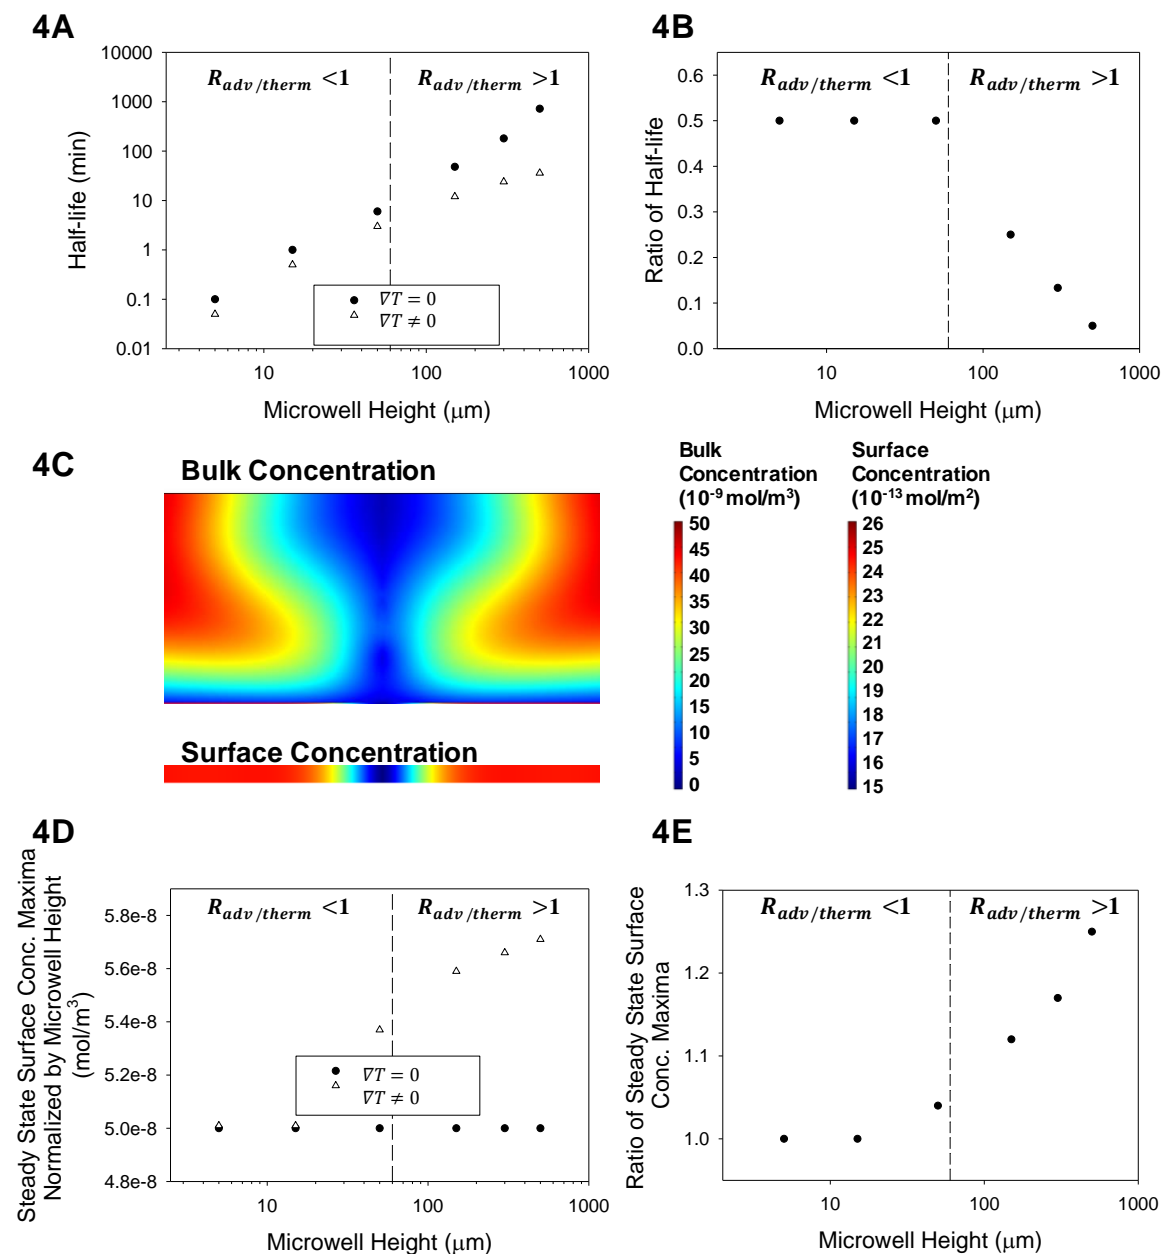 4A
10000
1000
100
10
1
0.1
0.01
Half-life (min)
R_adv/therm <1
R_adv/therm >1
∇T = 0
∇T ≠ 0
10
100
1000
Microwell Height (μm)
4B
0.6
0.5
0.4
0.3
0.2
0.1
0.0
Ratio of Half-life
R_adv/therm <1
R_adv/therm >1
10
100
1000
Microwell Height (μm)
4C
Bulk Concentration
Surface Concentration
Bulk
Concentration
(10⁻⁹ mol/m³)
50
45
40
35
30
25
20
15
10
5
0
Surface
Concentration
(10⁻¹³ mol/m²)
26
25
24
23
22
21
20
19
18
17
16
15
4D
Steady State Surface Conc. Maxima
Normalized by Microwell Height
(mol/m³)
5.8e-8
5.6e-8
5.4e-8
5.2e-8
5.0e-8
4.8e-8
R_adv/therm <1
R_adv/therm >1
∇T = 0
∇T ≠ 0
10
100
1000
Microwell Height (μm)
4E
Ratio of Steady State Surface
Conc. Maxima
1.3
1.2
1.1
1.0
R_adv/therm <1
R_adv/therm >1
10
100
1000
Microwell Height (μm)